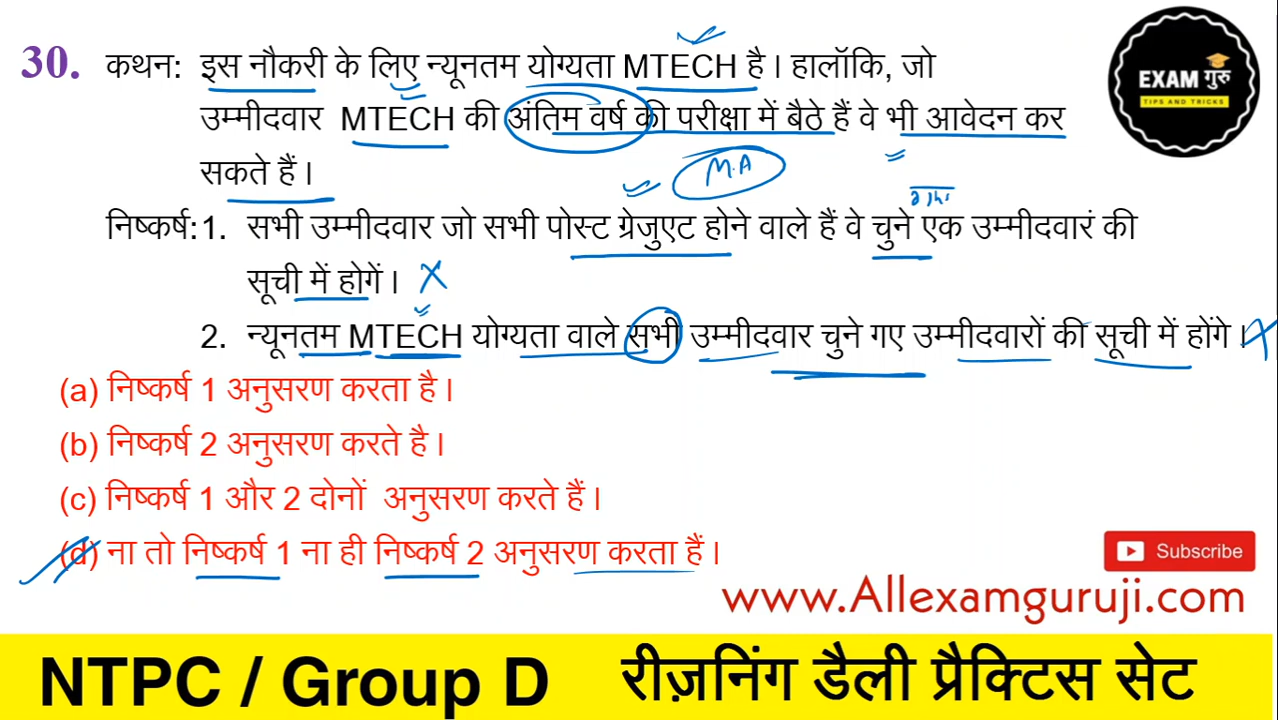 30. कथन: इस नौकरी के लिए न्यूनतम योग्यता MTECH है। हालॉकि, जो
उम्मीदवार MTECH की अंतिम वर्ष की परीक्षा में बैठे हैं वे भी आवेदन कर
सकते हैं।
M.A
निष्कर्ष: 1. सभी उम्मीदवार जो सभी पोस्ट ग्रेजुएट होने वाले हैं वे चुने एक उम्मीदवारं की
सूची में होगें।
2. न्यूनतम MTECH योग्यता वाले सभी उम्मीदवार चुने गए उम्मीदवारों की सूची में होंगे।
(a) निष्कर्ष 1 अनुसरण करता है।
(b) निष्कर्ष 2 अनुसरण करते है।
(c) निष्कर्ष 1 और 2 दोनों अनुसरण करते हैं।
(d) ना तो निष्कर्ष 1 ना ही निष्कर्ष 2 अनुसरण करता हैं।
EXAM गुरु
TIPS AND TRICKS
Subscribe
www.Allexamguruji.com
NTPC / Group D रीज़निंग डैली प्रैक्टिस सेट